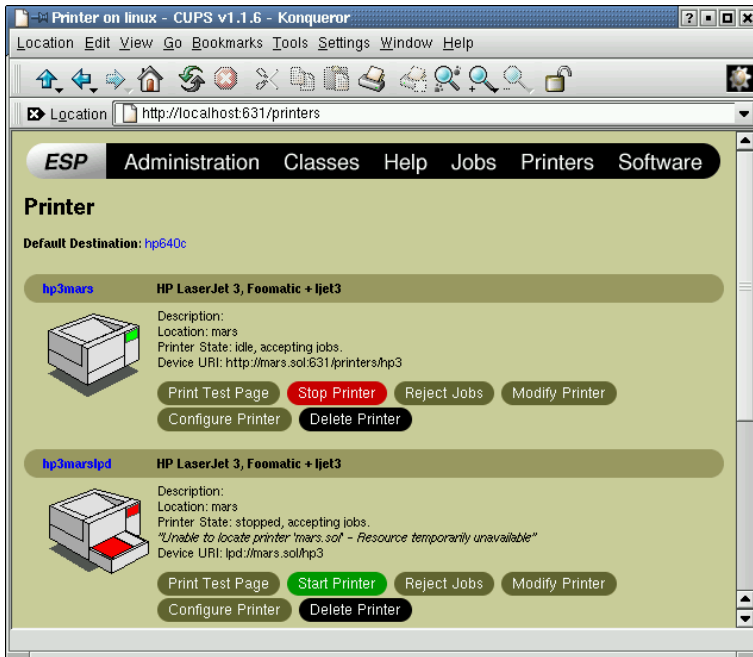 Printer on linux - CUPS v1.1.6 - Konqueror
Location Edit View Go Bookmarks Tools Settings Window Help
Location http://localhost:631/printers
ESP Administration Classes Help Jobs Printers Software
Printer
Default Destination: hp640c
hp3mars HP LaserJet 3, Foomatic + ljet3
Description:
Location: mars
Printer State: idle, accepting jobs.
Device URI: http://mars.sol:631/printers/hp3
Print Test Page Stop Printer Reject Jobs Modify Printer
Configure Printer Delete Printer
hp3marslpd HP LaserJet 3, Foomatic + ljet3
Description:
Location: mars
Printer State: stopped, accepting jobs.
"Unable to locate printer 'mars.sol' - Resource temporarily unavailable"
Device URI: lpd://mars.sol/hp3
Print Test Page Start Printer Reject Jobs Modify Printer
Configure Printer Delete Printer